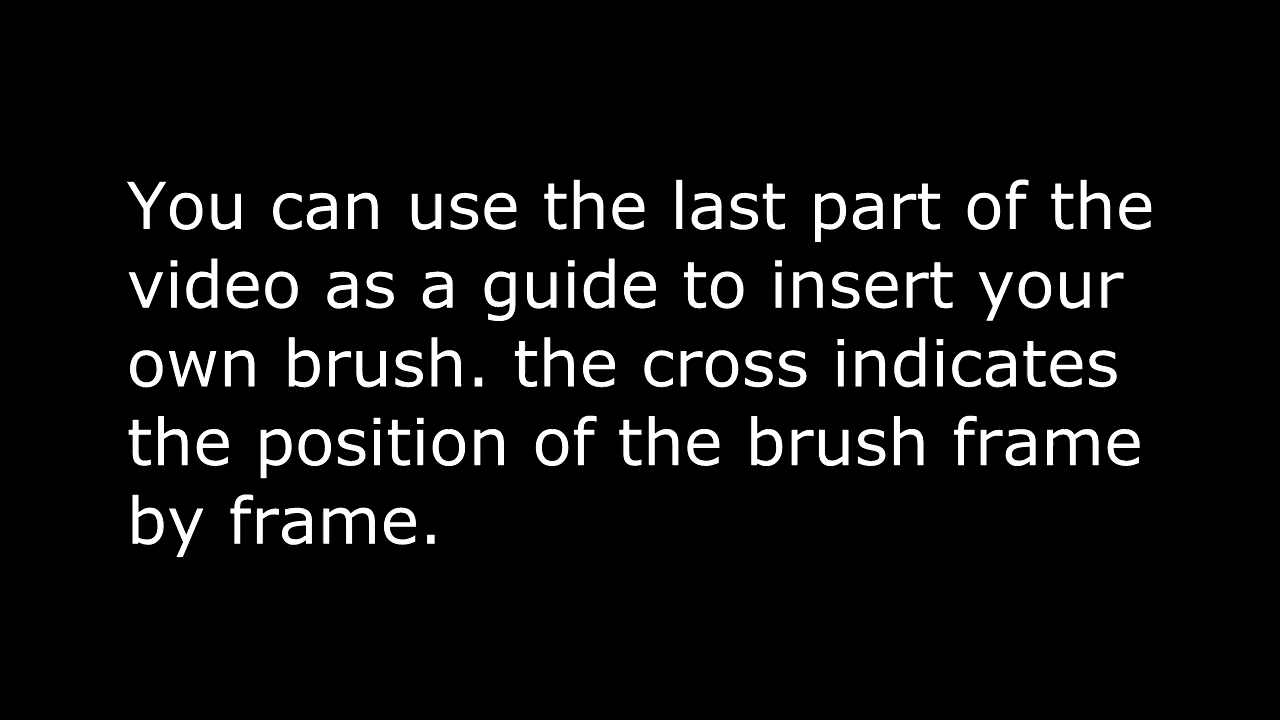 You can use the last part of the
video as a guide to insert your
own brush. the cross indicates
the position of the brush frame
by frame.